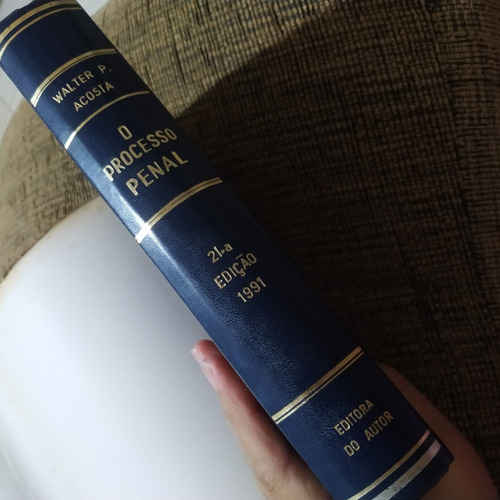 WALTER P.
ACOSTA
O
PROCESSO
PENAL
21.a
EDIÇÃO
1991
EDITORA
DO AUTOR